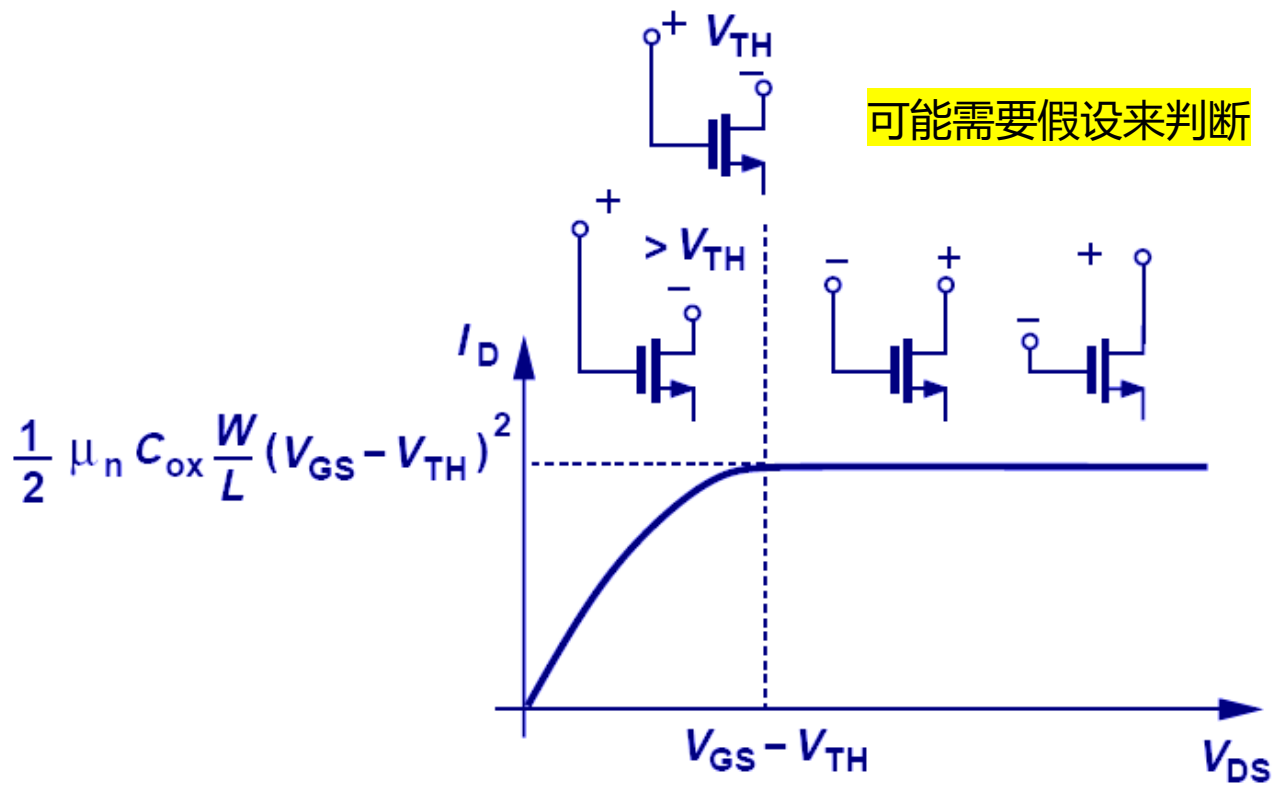 + V_TH
−
可能需要假设来判断
+
> V_TH
−
− +
+
−
I_D
1/2 μ_n C_ox W/L (V_GS − V_TH)^2
V_GS − V_TH
V_DS